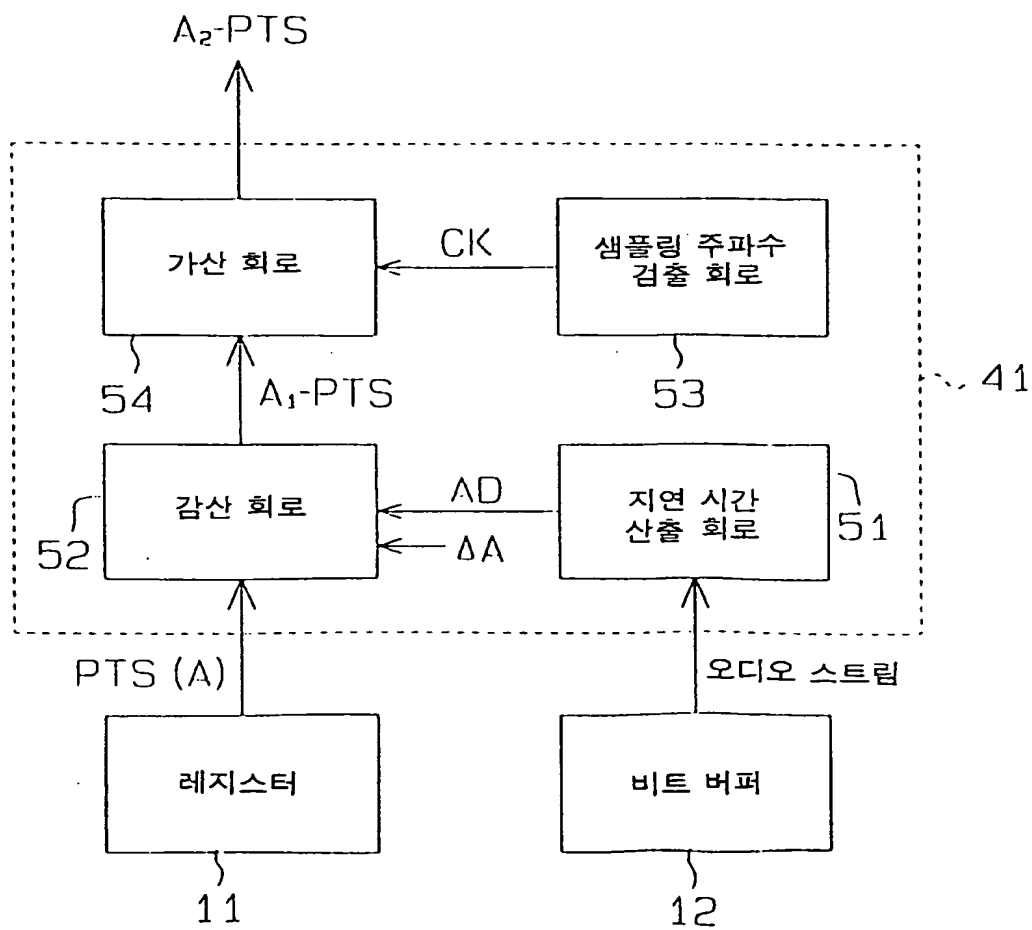 A₂-PTS
가산 회로
CK
샘플링 주파수
검출 회로
54
A₁-PTS
53
41
감산 회로
AD
ΔA
지연 시간
산출 회로
52
51
PTS (A)
오디오 스트림
레지스터
비트 버퍼
11
12